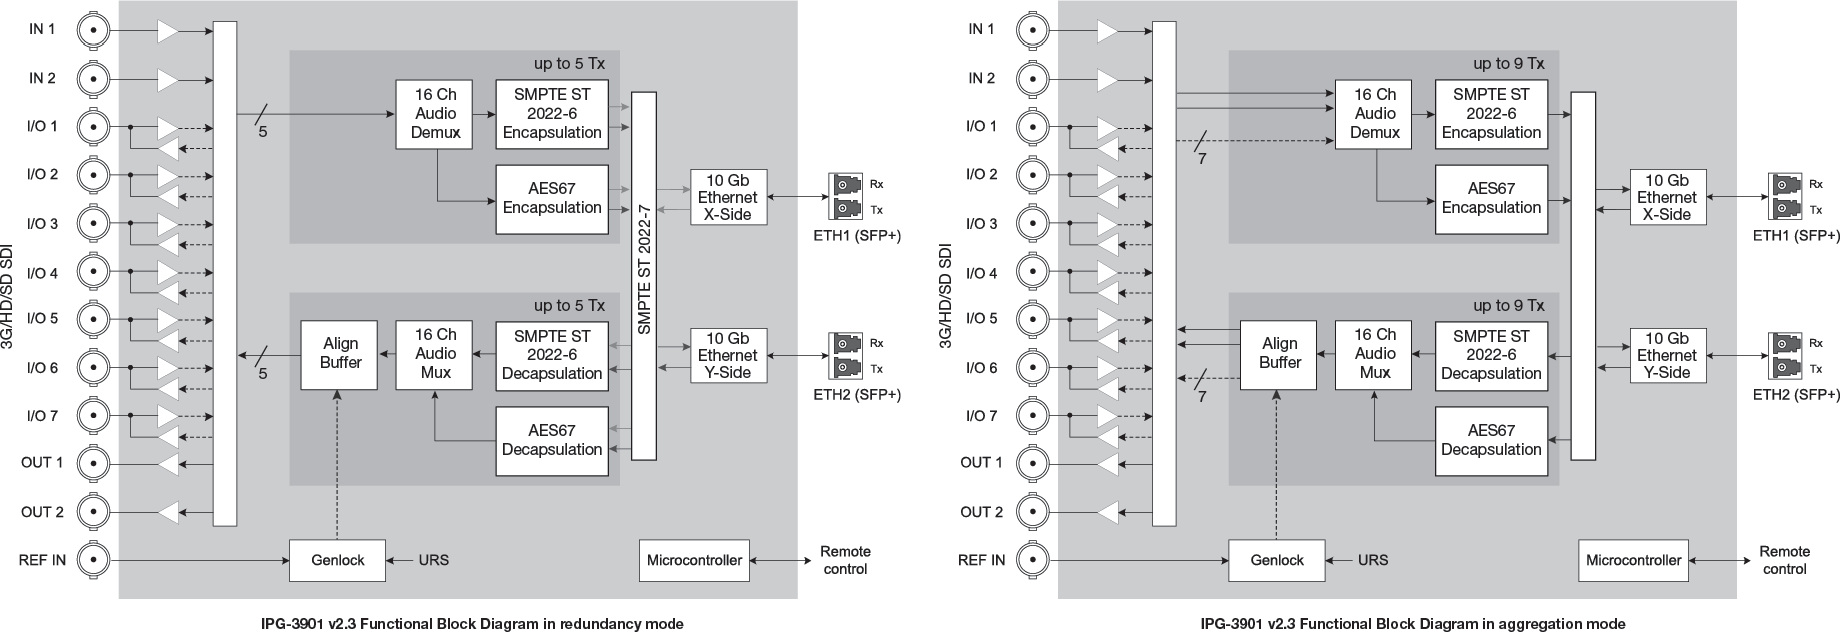 IN 1
IN 2
I/O 1
I/O 2
I/O 3
I/O 4
I/O 5
I/O 6
I/O 7
OUT 1
OUT 2
REF IN
3G/HD/SD SDI
5
up to 5 Tx
16 Ch
Audio
Demux
SMPTE ST
2022-6
Encapsulation
AES67
Encapsulation
SMPTE ST 2022-7
10 Gb
Ethernet
X-Side
Rx
Tx
ETH1 (SFP+)
5
up to 5 Tx
Align
Buffer
16 Ch
Audio
Mux
SMPTE ST
2022-6
Decapsulation
AES67
Decapsulation
10 Gb
Ethernet
Y-Side
Rx
Tx
ETH2 (SFP+)
Genlock
URS
Microcontroller
Remote
control
IPG-3901 v2.3 Functional Block Diagram in redundancy mode
IN 1
IN 2
I/O 1
I/O 2
I/O 3
I/O 4
I/O 5
I/O 6
I/O 7
OUT 1
OUT 2
REF IN
3G/HD/SD SDI
7
up to 9 Tx
16 Ch
Audio
Demux
SMPTE ST
2022-6
Encapsulation
AES67
Encapsulation
10 Gb
Ethernet
X-Side
Rx
Tx
ETH1 (SFP+)
7
up to 9 Tx
Align
Buffer
16 Ch
Audio
Mux
SMPTE ST
2022-6
Decapsulation
AES67
Decapsulation
10 Gb
Ethernet
Y-Side
Rx
Tx
ETH2 (SFP+)
Genlock
URS
Microcontroller
Remote
control
IPG-3901 v2.3 Functional Block Diagram in aggregation mode